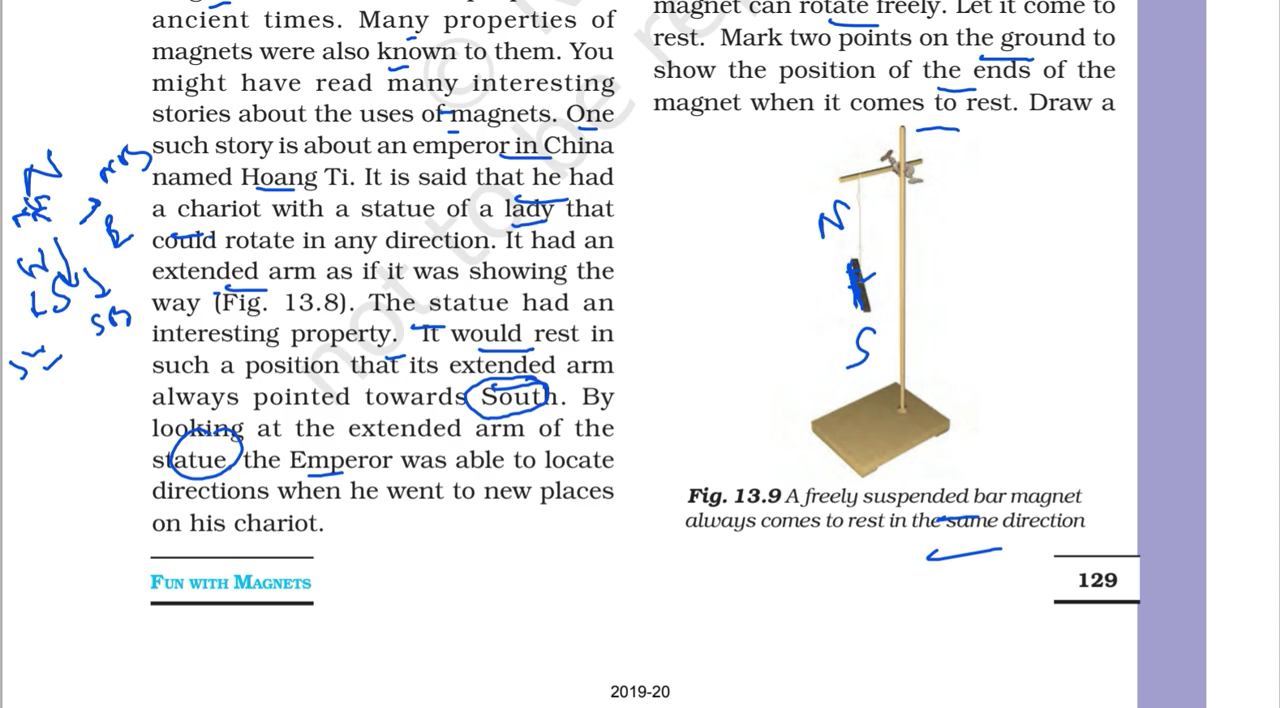 ancient times. Many properties of
magnets were also known to them. You
might have read many interesting
stories about the uses of magnets. One
such story is about an emperor in China
named Hoang Ti. It is said that he had
a chariot with a statue of a lady that
could rotate in any direction. It had an
extended arm as if it was showing the
way (Fig. 13.8). The statue had an
interesting property. It would rest in
such a position that its extended arm
always pointed towards South. By
looking at the extended arm of the
statue, the Emperor was able to locate
directions when he went to new places
on his chariot.
N
W
S
magnet can rotate freely. Let it come to
rest. Mark two points on the ground to
show the position of the ends of the
magnet when it comes to rest. Draw a
N
S
Fig. 13.9 A freely suspended bar magnet
always comes to rest in the same direction
FUN WITH MAGNETS
129
2019-20
not to be re
©